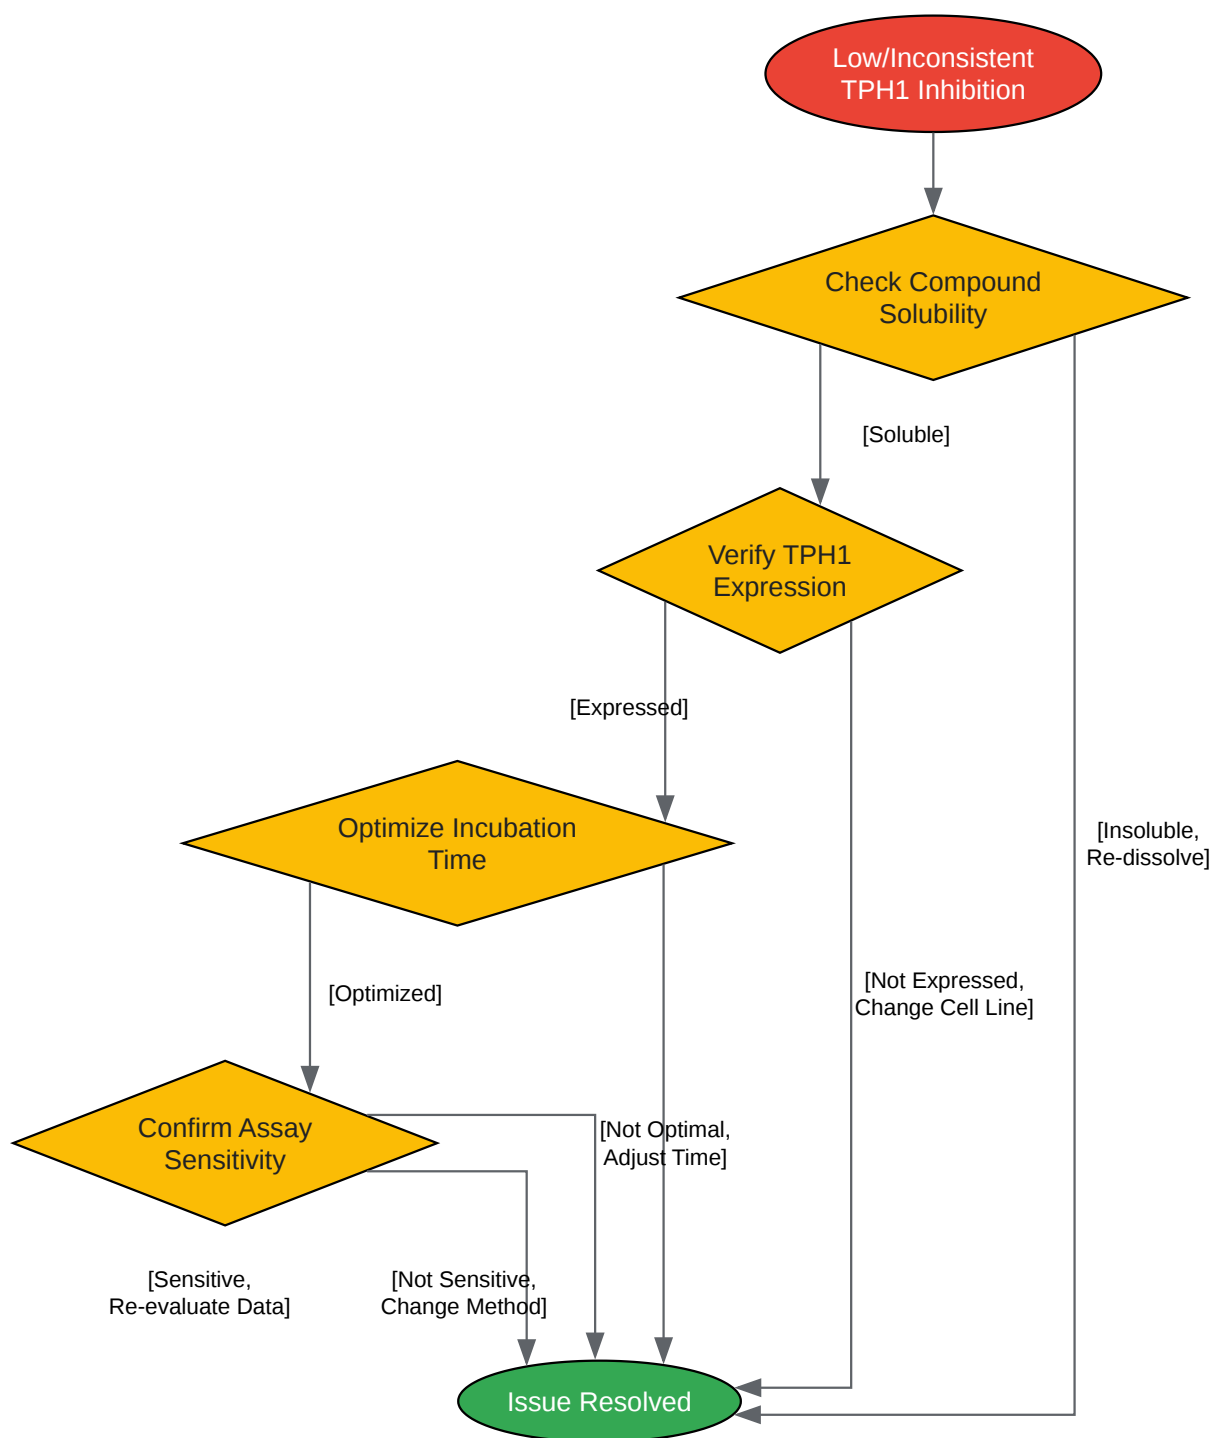 Low/Inconsistent
TPH1 Inhibition
Check Compound
Solubility
[Soluble]
Verify TPH1
Expression
[Expressed]
Optimize Incubation
Time
[Insoluble,
Re-dissolve]
[Not Expressed,
Change Cell Line]
[Optimized]
Confirm Assay
Sensitivity
[Not Optimal,
Adjust Time]
[Sensitive,
Re-evaluate Data]
[Not Sensitive,
Change Method]
Issue Resolved